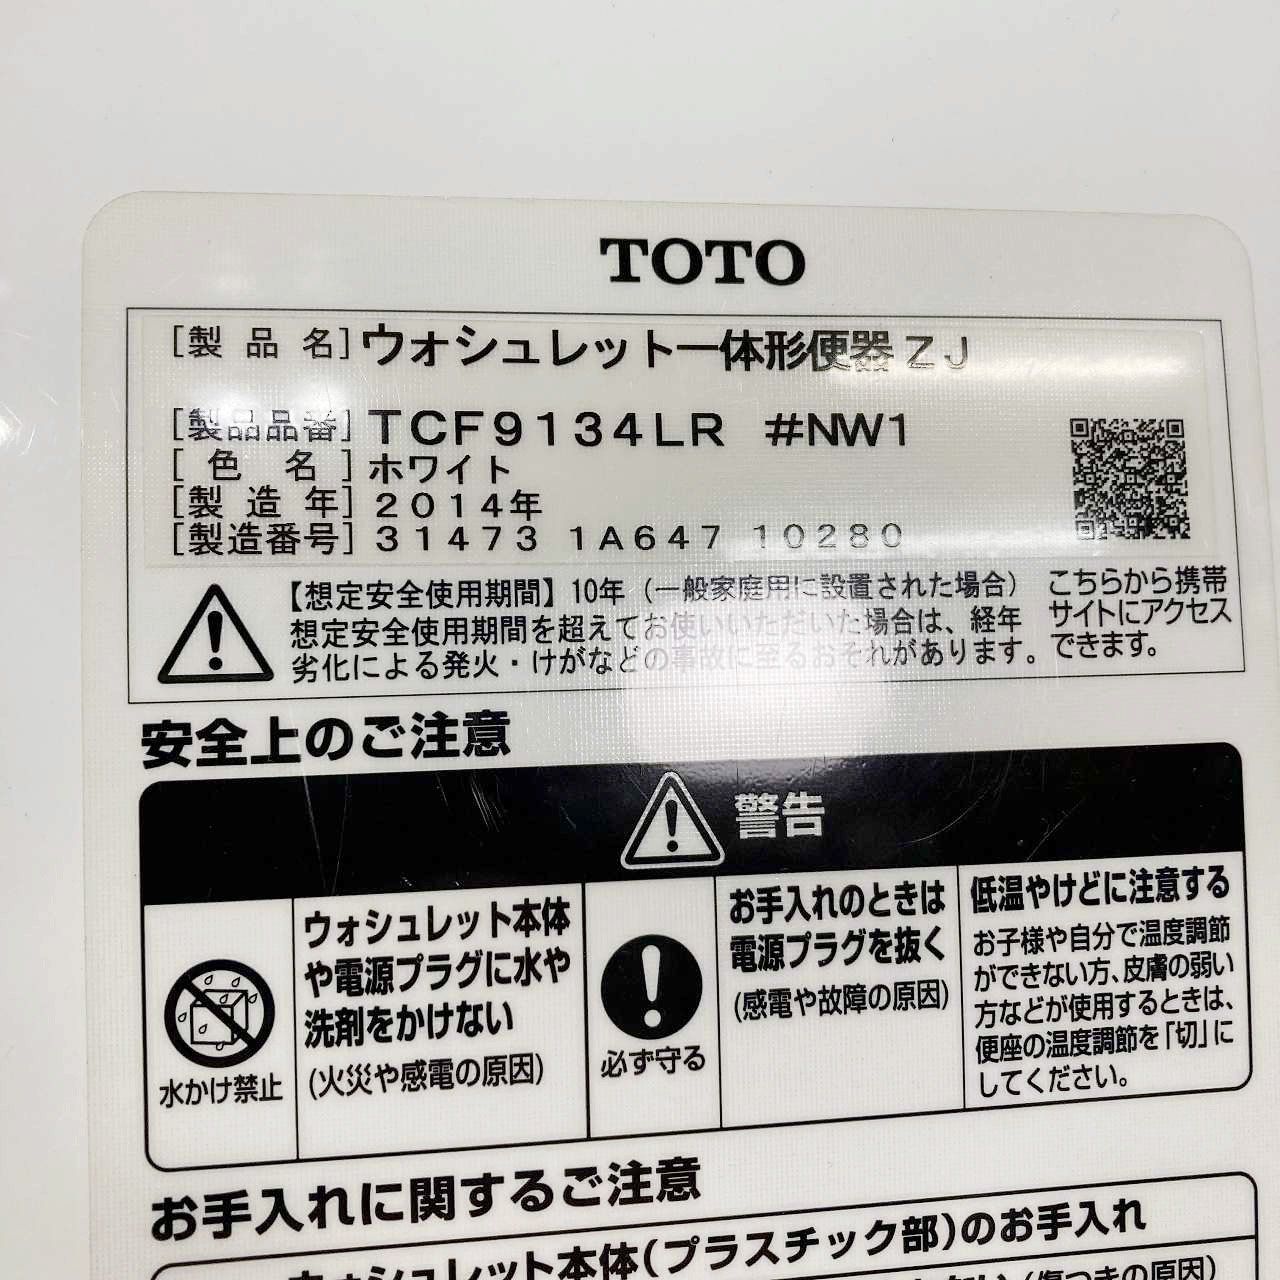 TOTO
[製品名]ウォシュレット一体形便器ZJ
[製品品番]TCF9134LR #NW1
[色名]ホワイト
[製造年]2014年
[製造番号]31473 1A647 10280
【想定安全使用期間】10年（一般家庭用に設置された場合）
想定安全使用期間を超えてお使いいただいた場合は、経年
劣化による発火・けがなどの事故に至るおそれがあります。
こちらから携帯
サイトにアクセス
できます。
安全上のご注意
警告
水かけ禁止
ウォシュレット本体
や電源プラグに水や
洗剤をかけない
(火災や感電の原因)
必ず守る
お手入れのときは
電源プラグを抜く
(感電や故障の原因)
低温やけどに注意する
お子様や自分で温度調節
ができない方、皮膚の弱い
方などが使用するときは、
便座の温度調節を「切」に
してください。
お手入れに関するご注意
ウォシュレット本体(プラスチック部)のお手入れ
(傷つきの原因)